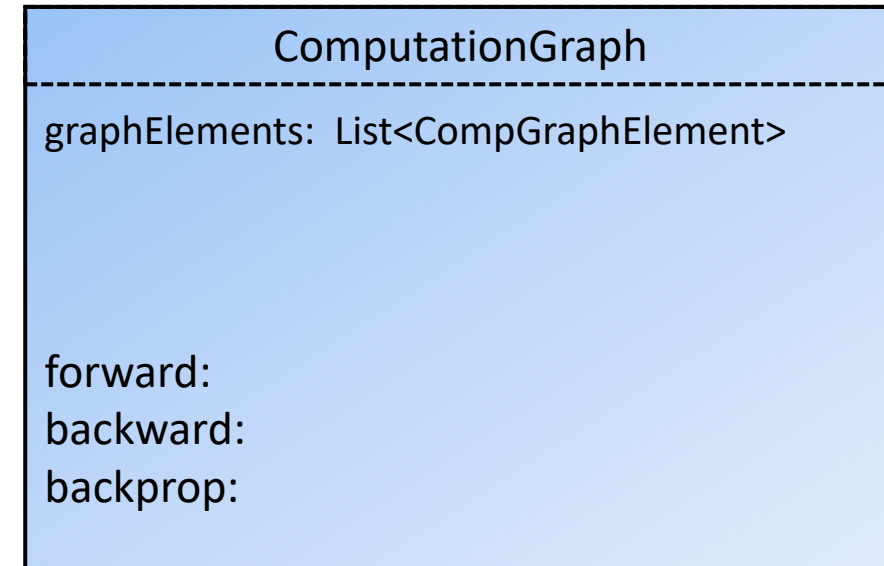 ComputationGraph
graphElements: List<CompGraphElement>
forward:
backward:
backprop: